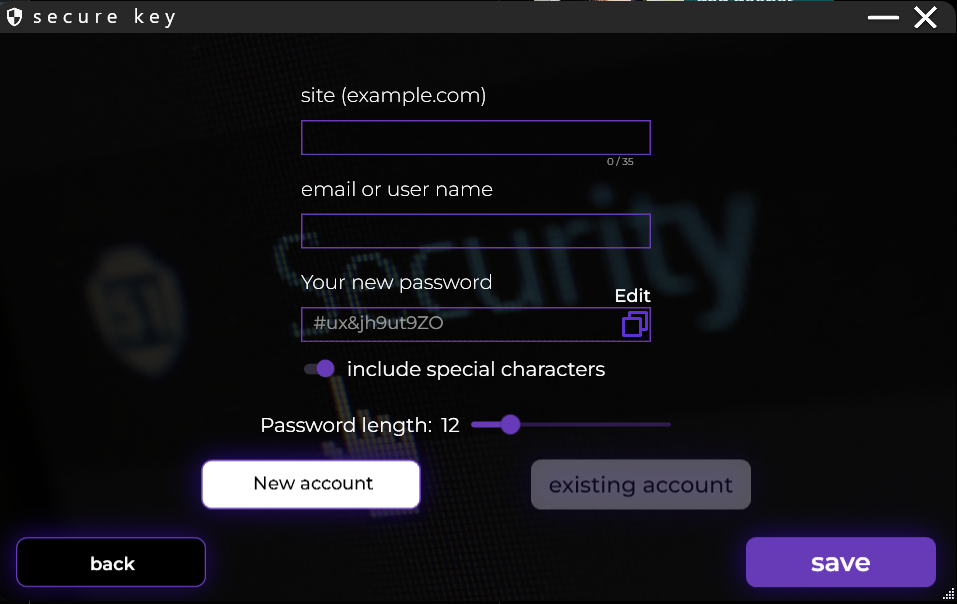 secure key
site (example.com)
0 / 35
email or user name
Security
Your new password
Edit
#ux&jh9ut9ZO
include special characters
Password length: 12
New account
existing account
back
save